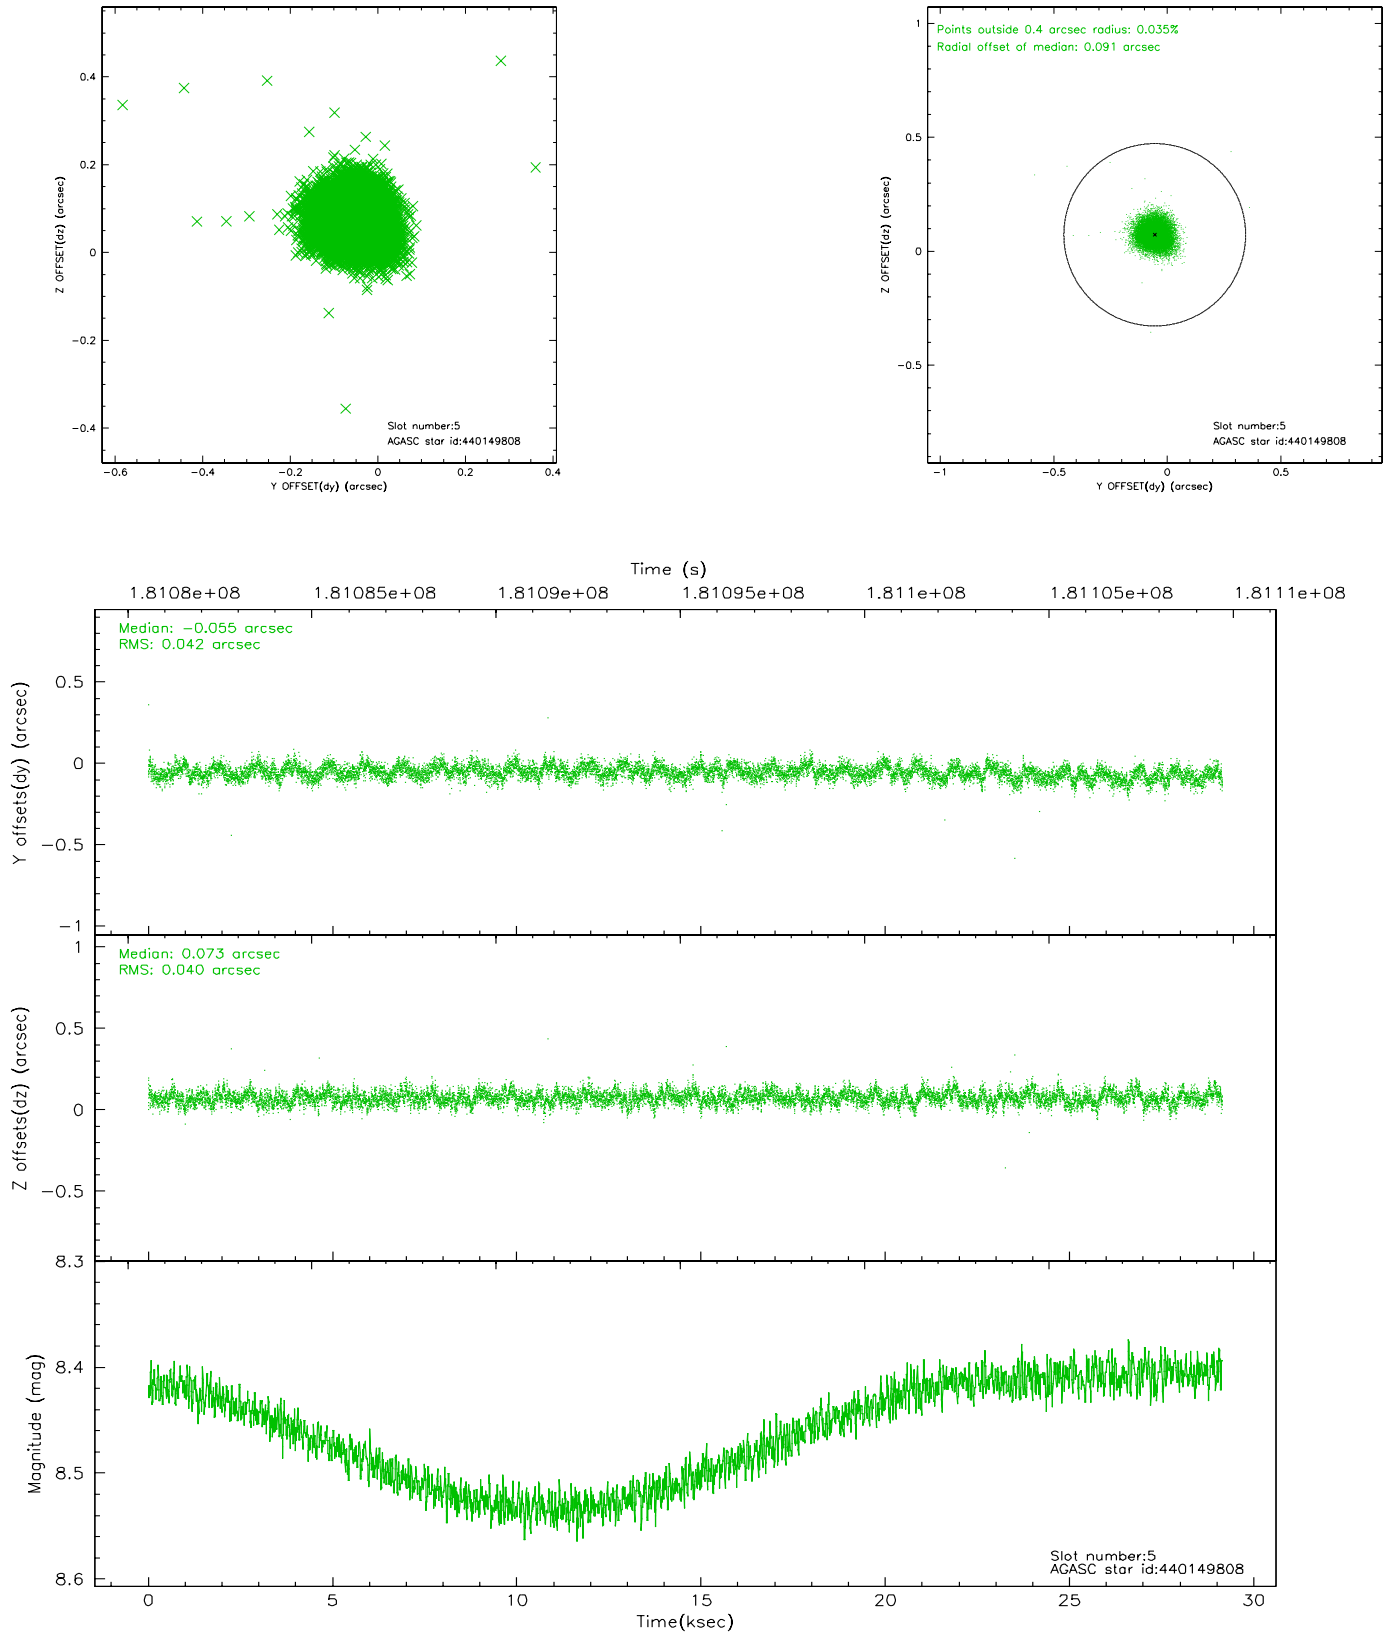 Z OFFSET(dz) (arcsec)
0.4
0.2
0
-0.2
-0.4
Slot number:5
AGASC star id:440149808
-0.6 -0.4 -0.2 0 0.2 0.4
Y OFFSET(dy) (arcsec)
Points outside 0.4 arcsec radius: 0.035%
Radial offset of median: 0.091 arcsec
Z OFFSET(dz) (arcsec)
1
0.5
0
-0.5
Slot number:5
AGASC star id:440149808
-1 -0.5 0 0.5
Y OFFSET(dy) (arcsec)
Time (s)
1.8108e+08 1.81085e+08 1.8109e+08 1.81095e+08 1.811e+08 1.81105e+08 1.8111e+08
Median: -0.055 arcsec
RMS: 0.042 arcsec
Y offsets(dy) (arcsec)
0.5
0
-0.5
-1
Median: 0.073 arcsec
RMS: 0.040 arcsec
Z offsets(dz) (arcsec)
1
0.5
0
-0.5
Magnitude (mag)
8.3
8.4
8.5
8.6
Slot number:5
AGASC star id:440149808
0 5 10 15 20 25 30
Time(ksec)